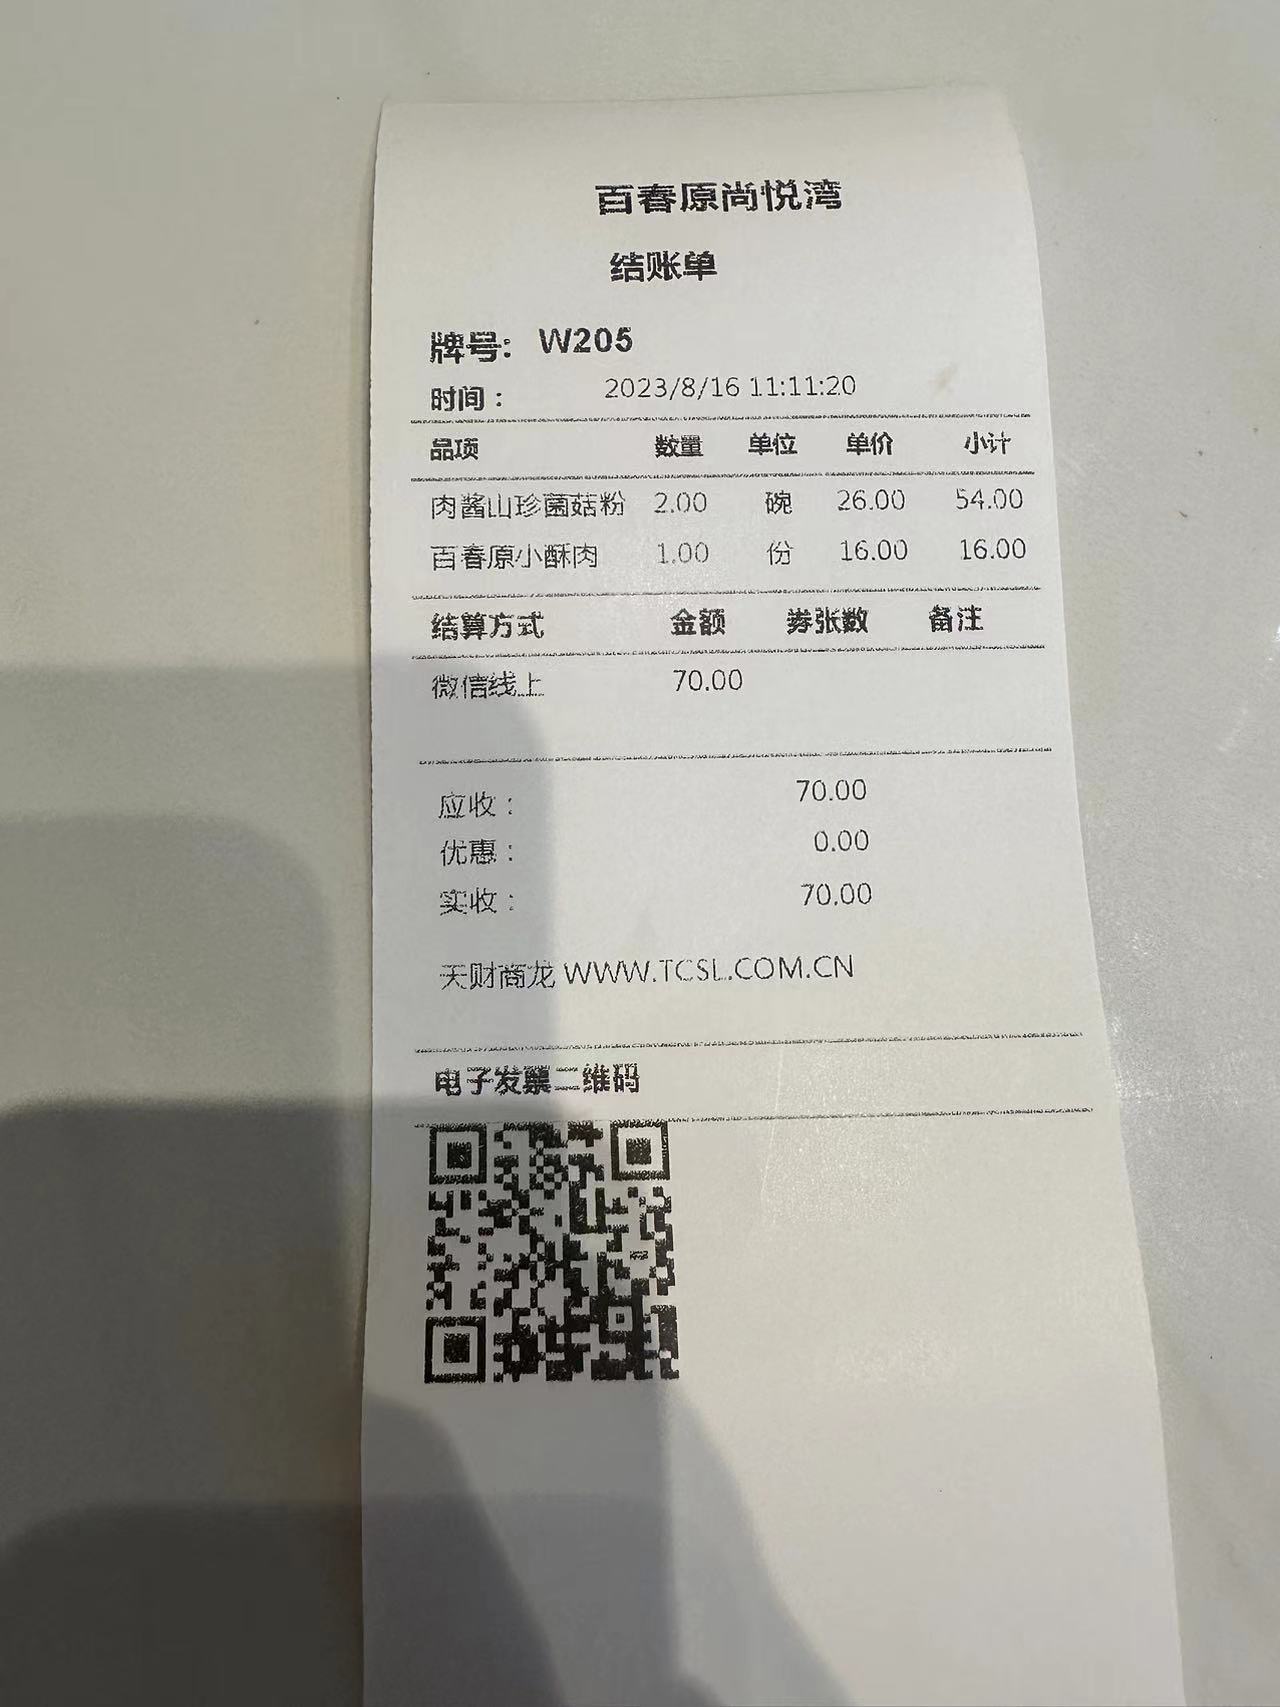 百春原尚悦湾
结账单
牌号: W205
时间： 2023/8/16 11:11:20
品项 数量 单位 单价 小计
肉酱山珍菌菇粉 2.00 碗 26.00 54.00
百春原小酥肉 1.00 份 16.00 16.00
结算方式 金额 券张数 备注
微信线上 70.00
应收： 70.00
优惠： 0.00
实收： 70.00
天财商龙 WWW.TCSL.COM.CN
电子发票二维码